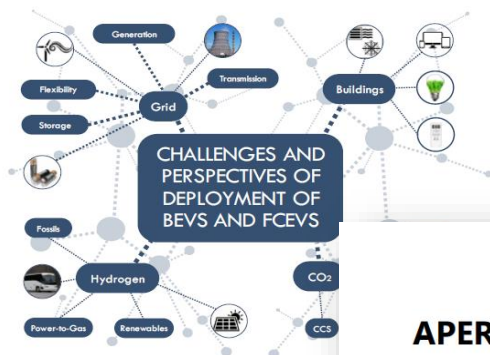 Generation
Flexibility
Transmission
Grid
Storage
Buildings
CHALLENGES AND
PERSPECTIVES OF
DEPLOYMENT OF
BEVS AND FCEVS
Fossils
Hydrogen
Power-to-Gas
Renewables
CO₂
CCS
APER